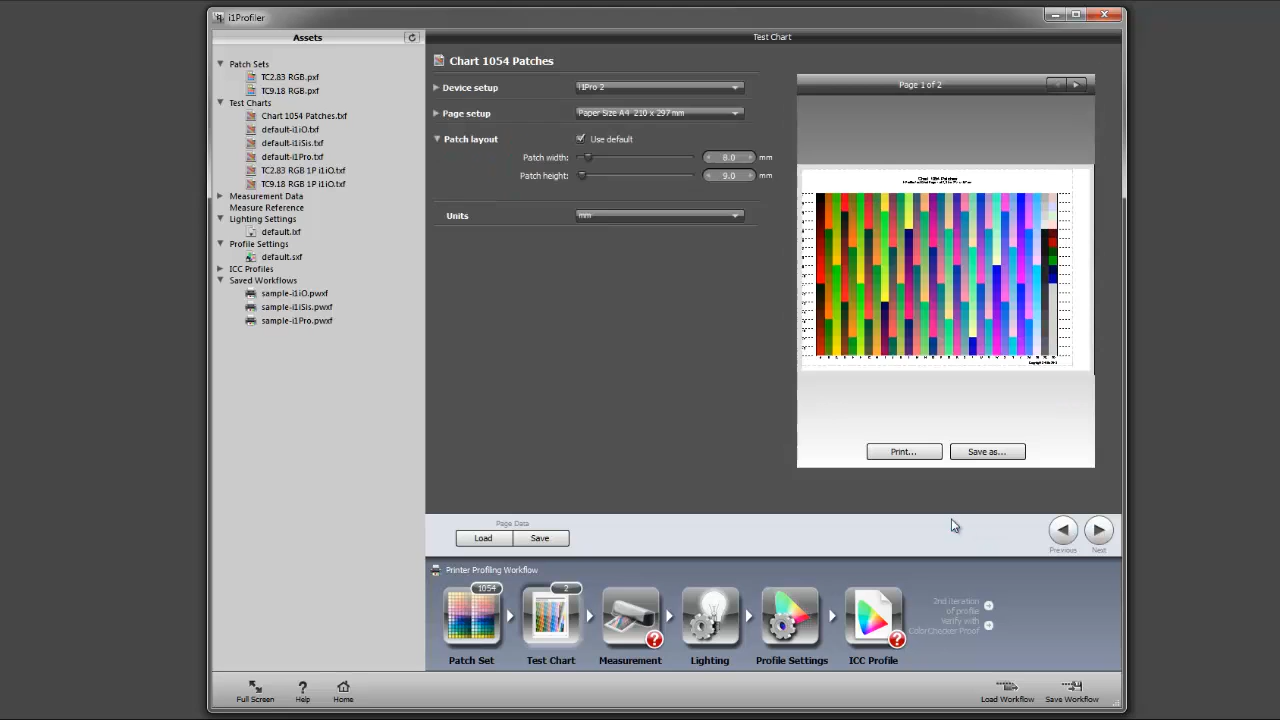 i1Profiler
Assets
Patch Sets
TC2.83 RGB.pxf
TC9.18 RGB.pxf
Test Charts
Chart 1054 Patches.txf
default-i1iO.txf
default-i1iSis.txf
default-i1Pro.txf
TC2.83 RGB 1P i1iO.txf
TC9.18 RGB 1P i1iO.txf
Measurement Data
Measure Reference
Lighting Settings
default.txf
Profile Settings
default.sxf
ICC Profiles
Saved Workflows
sample-i1iO.pwxf
sample-i1iSis.pwxf
sample-i1Pro.pwxf
Test Chart
Chart 1054 Patches
Device setup
i1Pro 2
Page setup
Paper Size A4 210 x 297 mm
Patch layout
Use default
Patch width:
8.0
mm
Patch height:
9.0
mm
Units
mm
Page 1 of 2
Chart 1054 Patches
Print...
Save as...
Page Data
Load
Save
Previous
Next
Printer Profiling Workflow
1054
2
Patch Set
Test Chart
Measurement
Lighting
Profile Settings
ICC Profile
2nd iteration
of profile
Verify with
ColorChecker Proof
Full Screen
Help
Home
Load Workflow
Save Workflow